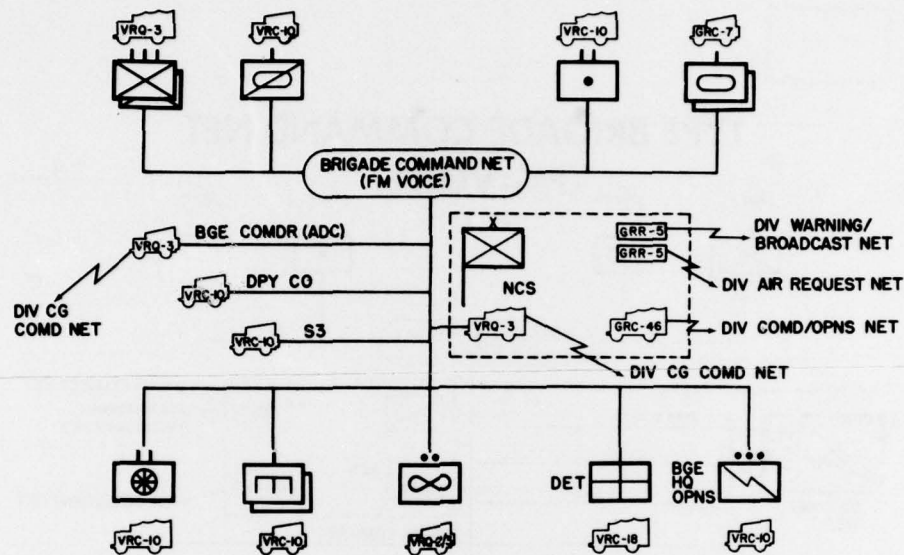 VRQ-3
VRC-10
VRC-10
GRC-7
BRIGADE COMMAND NET
(FM VOICE)
BGE COMDR (ADC)
VRQ-3
DIV CG
COMD NET
DPY CO
VRC-10
S3
VRC-10
NCS
VRQ-3
GRR-5
GRR-5
GRC-46
DIV WARNING/
BROADCAST NET
DIV AIR REQUEST NET
DIV COMD/OPNS NET
DIV CG COMD NET
DET
BGE
HQ
OPNS
VRC-10
VRC-10
VRC-18
VRC-10